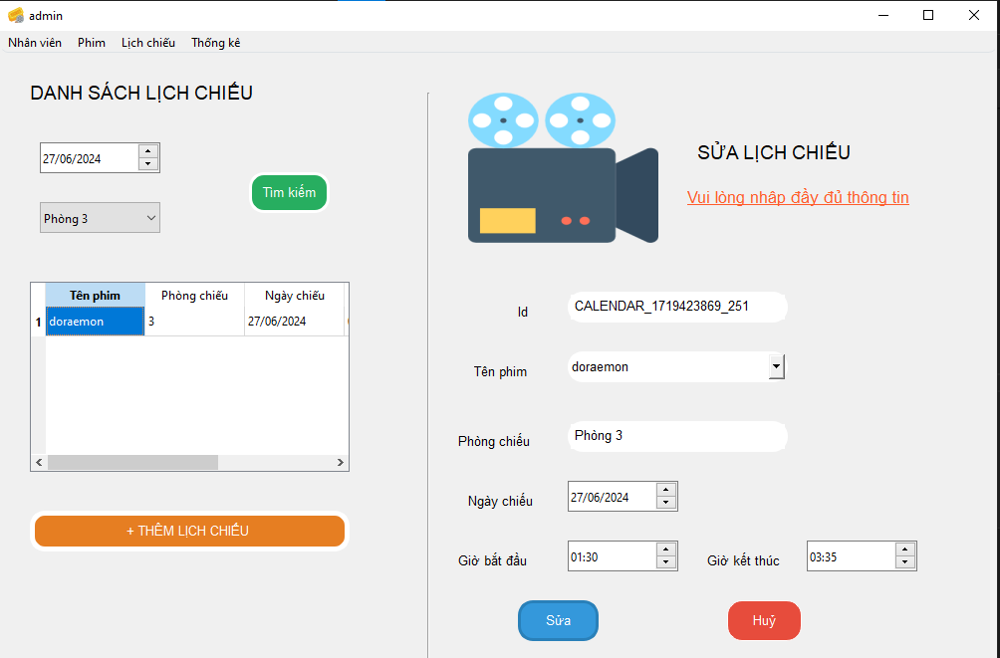 admin
Nhân viên Phim Lịch chiếu Thống kê
DANH SÁCH LỊCH CHIẾU
27/06/2024
Tìm kiếm
Phòng 3
Tên phim Phòng chiếu Ngày chiếu
1 doraemon 3 27/06/2024
+ THÊM LỊCH CHIẾU
SỬA LỊCH CHIẾU
Vui lòng nhập đầy đủ thông tin
Id CALENDAR_1719423869_251
Tên phim doraemon
Phòng chiếu Phòng 3
Ngày chiếu 27/06/2024
Giờ bắt đầu 01:30 Giờ kết thúc 03:35
Sửa Huỷ